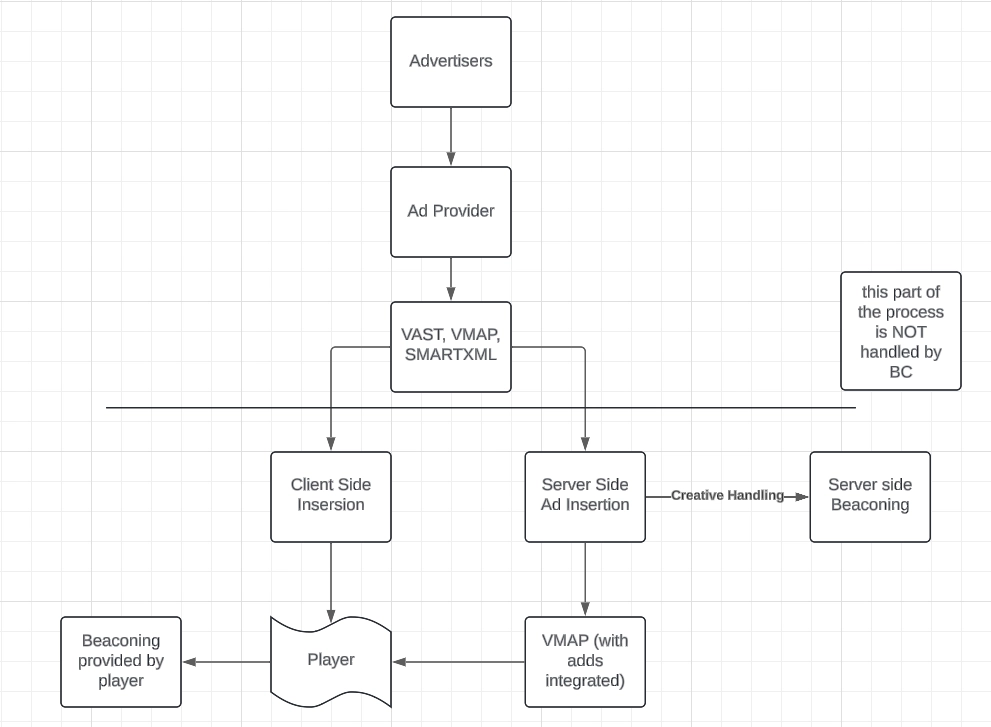 Advertisers
Ad Provider
VAST, VMAP,
SMARTXML
this part of
the process
is NOT
handled by
BC
Client Side
Insersion
Server Side
Ad Insertion
Creative Handling
Server side
Beaconing
Beaconing
provided by
player
Player
VMAP (with
adds
integrated)